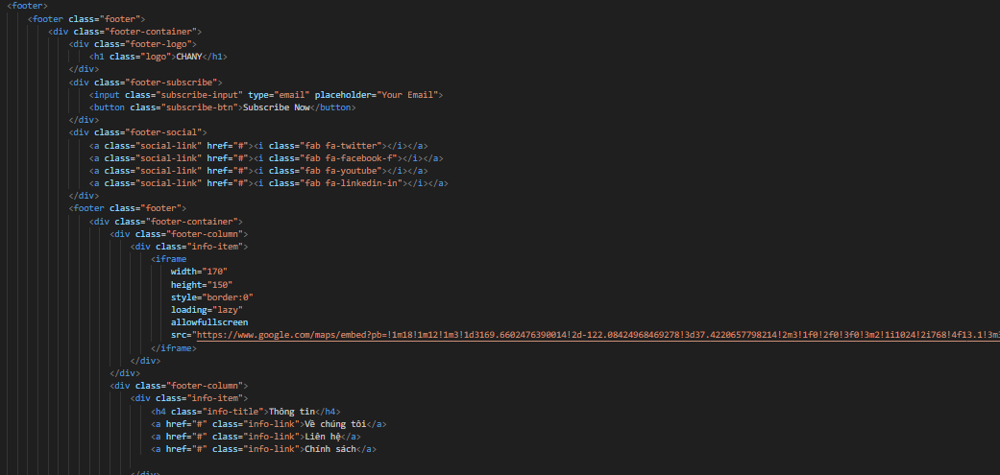 <footer>
<footer class="footer">
<div class="footer-container">
<div class="footer-logo">
<h1 class="logo">CHANY</h1>
</div>
<div class="footer-subscribe">
<input class="subscribe-input" type="email" placeholder="Your Email">
<button class="subscribe-btn">Subscribe Now</button>
</div>
<div class="footer-social">
<a class="social-link" href="#"><i class="fab fa-twitter"></i></a>
<a class="social-link" href="#"><i class="fab fa-facebook-f"></i></a>
<a class="social-link" href="#"><i class="fab fa-youtube"></i></a>
<a class="social-link" href="#"><i class="fab fa-linkedin-in"></i></a>
</div>
<footer class="footer">
<div class="footer-container">
<div class="footer-column">
<div class="info-item">
<iframe
width="170"
height="150"
style="border:0"
loading="lazy"
allowfullscreen
src="https://www.google.com/maps/embed?pb=!1m18!1m12!1m3!1d3169.6602476390014!2d-122.08424968469278!3d37.4220657798214!2m3!1f0!2f0!3f0!3m2!1i1024!2i768!4f13.1!3m3
</iframe>
</div>
</div>
<div class="footer-column">
<div class="info-item">
<h4 class="info-title">Thông tin</h4>
<a href="#" class="info-link">Về chúng tôi</a>
<a href="#" class="info-link">Liên hệ</a>
<a href="#" class="info-link">Chính sách</a>
</div>